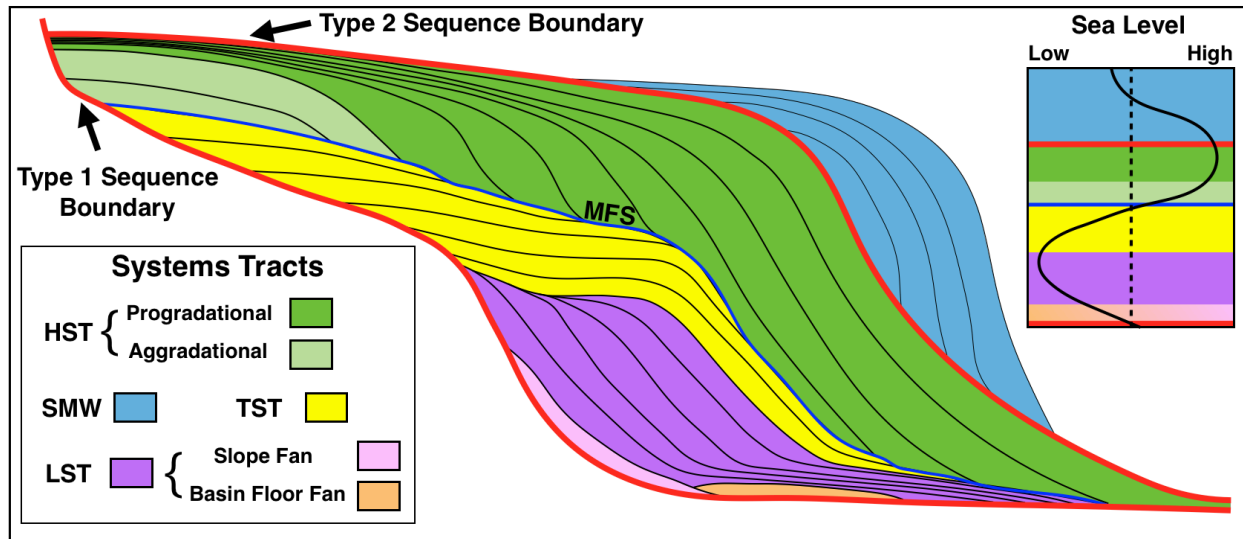 Type 2 Sequence Boundary
Sea Level
Low High
Type 1 Sequence
Boundary
MFS
Systems Tracts
HST { Progradational
Aggradational
SMW TST
LST { Slope Fan
Basin Floor Fan